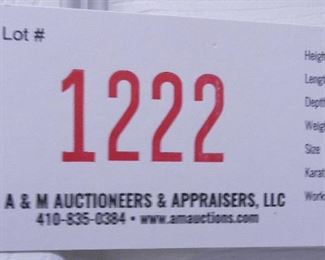 Lot #
1222
A & M AUCTIONEERS & APPRAISERS, LLC
410-835-0384 • www.amauctions.com
Heigh
Lengt
Depth
Weigh
Size
Karat
Work